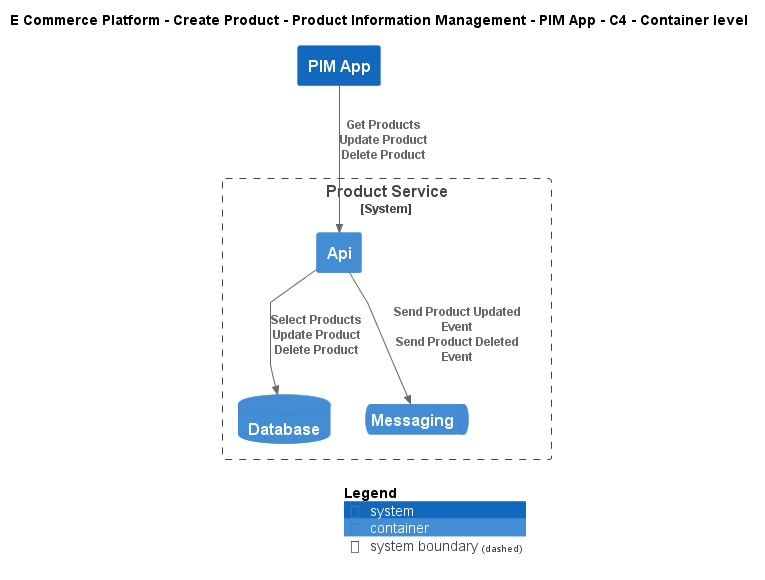 E Commerce Platform - Create Product - Product Information Management - PIM App - C4 - Container level
PIM App
Get Products
Update Product
Delete Product
Product Service
[System]
Api
Select Products
Update Product
Delete Product
Send Product Updated
Event
Send Product Deleted
Event
Database
Messaging
Legend
system
container
system boundary (dashed)